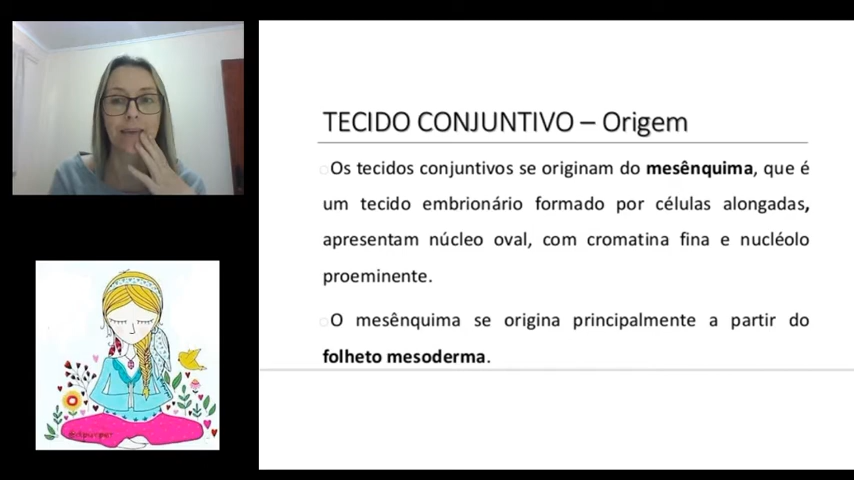 TECIDO CONJUNTIVO – Origem
Os tecidos conjuntivos se originam do mesênquima, que é
um tecido embrionário formado por células alongadas,
apresentam núcleo oval, com cromatina fina e nucléolo
proeminente.
O mesênquima se origina principalmente a partir do
folheto mesoderma.